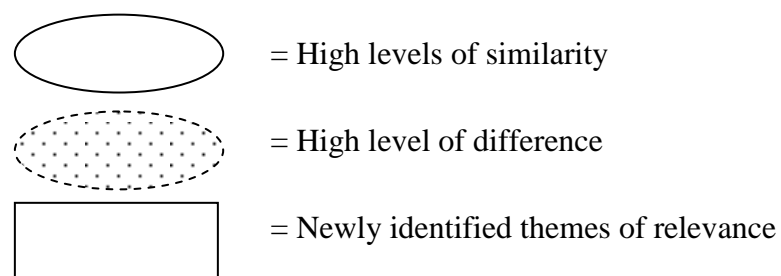 = High levels of similarity
= High level of difference
= Newly identified themes of relevance